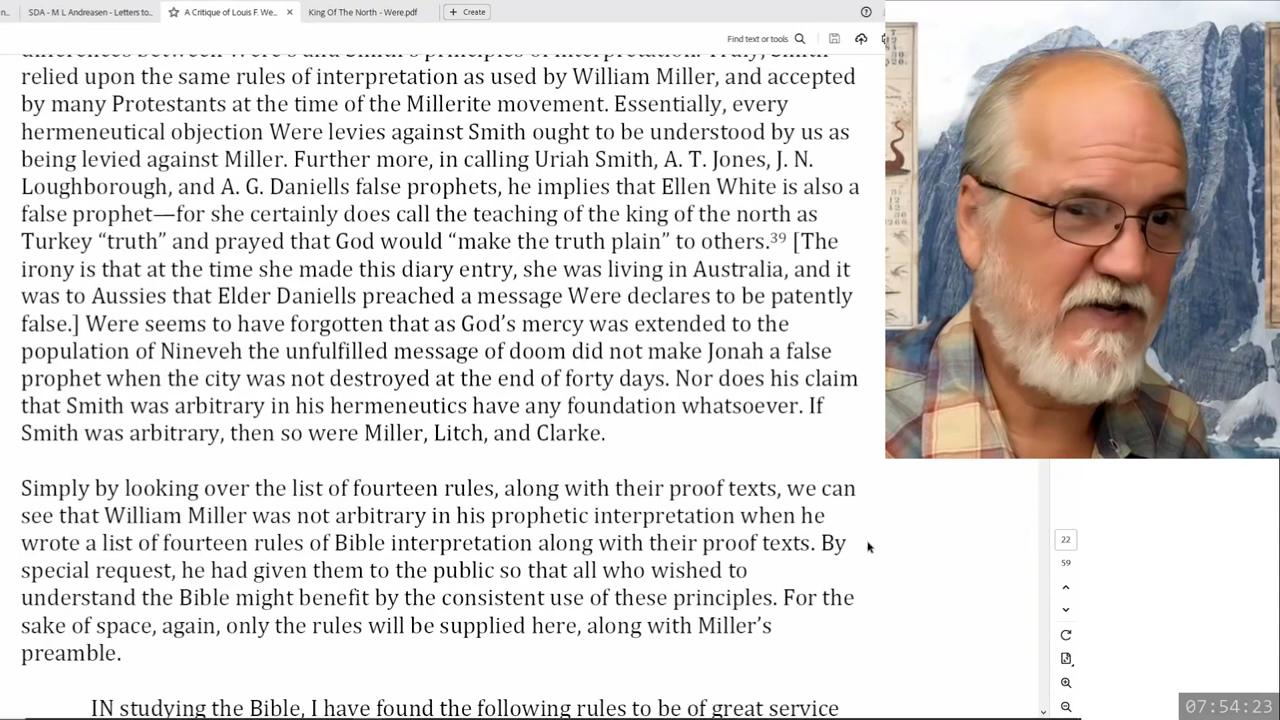 SDA - M L Andreasen - Letters to...
A Critique of Louis F. We...
King Of The North - Were.pdf
Create
Find text or tools
relied upon the same rules of interpretation as used by William Miller, and accepted
by many Protestants at the time of the Millerite movement. Essentially, every
hermeneutical objection Were levies against Smith ought to be understood by us as
being levied against Miller. Further more, in calling Uriah Smith, A. T. Jones, J. N.
Loughborough, and A. G. Daniells false prophets, he implies that Ellen White is also a
false prophet—for she certainly does call the teaching of the king of the north as
Turkey “truth” and prayed that God would “make the truth plain” to others.39 [The
irony is that at the time she made this diary entry, she was living in Australia, and it
was to Aussies that Elder Daniells preached a message Were declares to be patently
false.] Were seems to have forgotten that as God’s mercy was extended to the
population of Nineveh the unfulfilled message of doom did not make Jonah a false
prophet when the city was not destroyed at the end of forty days. Nor does his claim
that Smith was arbitrary in his hermeneutics have any foundation whatsoever. If
Smith was arbitrary, then so were Miller, Litch, and Clarke.
Simply by looking over the list of fourteen rules, along with their proof texts, we can
see that William Miller was not arbitrary in his prophetic interpretation when he
wrote a list of fourteen rules of Bible interpretation along with their proof texts. By
special request, he had given them to the public so that all who wished to
understand the Bible might benefit by the consistent use of these principles. For the
sake of space, again, only the rules will be supplied here, along with Miller’s
preamble.
IN studying the Bible, I have found the following rules to be of great service
22
59
07:54:23